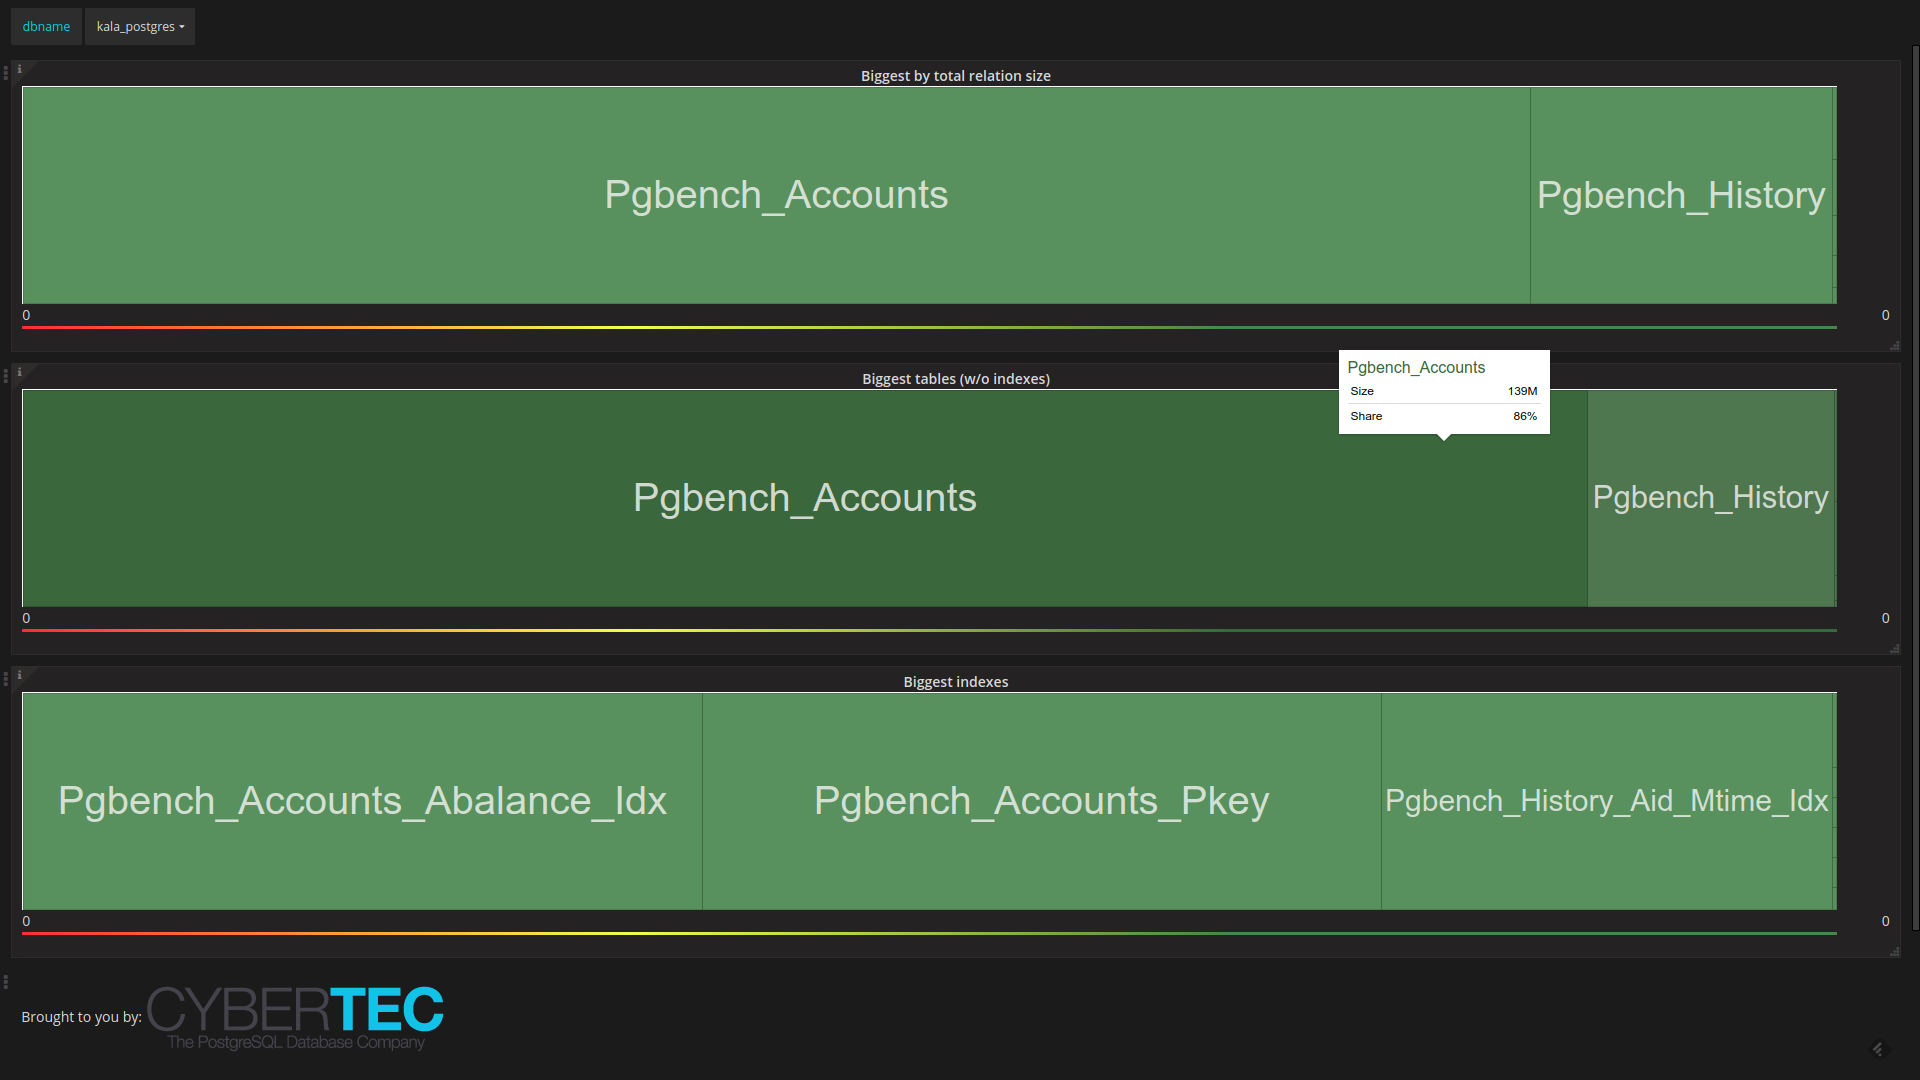 dbname kala_postgres
Biggest by total relation size
Pgbench_Accounts Pgbench_History
0 0
Biggest tables (w/o indexes)
Pgbench_Accounts
Size 139M
Share 86%
Pgbench_Accounts Pgbench_History
0 0
Biggest indexes
Pgbench_Accounts_Abalance_Idx Pgbench_Accounts_Pkey Pgbench_History_Aid_Mtime_Idx
0 0
Brought to you by: CYBERTEC
The PostgreSQL Database Company